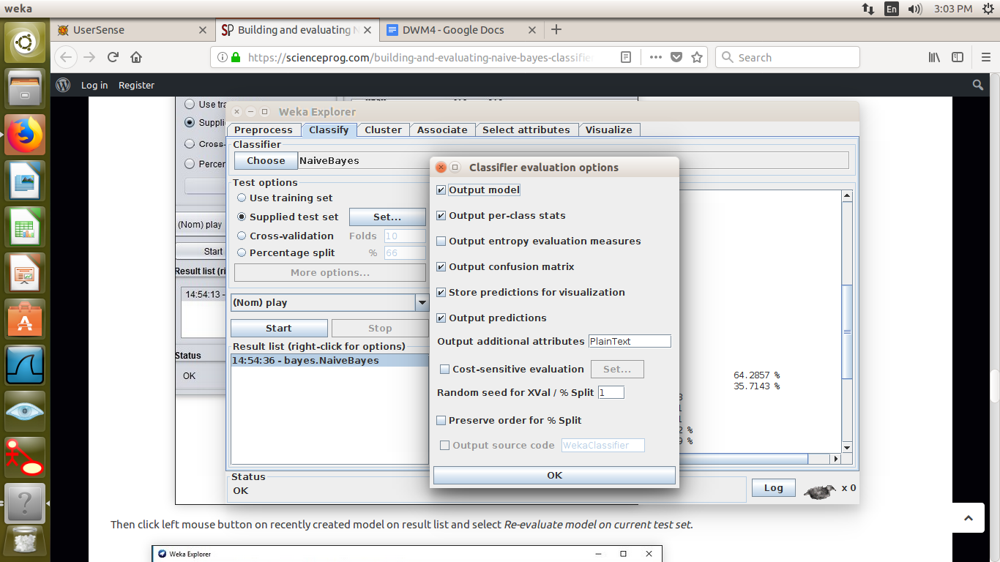 weka
En
3:03 PM
UserSense
Building and evaluating N
DWM4 - Google Docs
https://scienceprog.com/building-and-evaluating-naive-bayes-classifier
Search
Log in
Register
Use tra
Supplie
Cross-
Percen
(Nom) play
Start
Result list (ri
14:54:13 -
Status
OK
Weka Explorer
Preprocess
Classify
Cluster
Associate
Select attributes
Visualize
Classifier
Choose
NaiveBayes
Test options
Use training set
Supplied test set
Set...
Cross-validation
Folds
10
Percentage split
%
66
More options...
(Nom) play
Start
Stop
Result list (right-click for options)
14:54:36 - bayes.NaiveBayes
64.2857 %
35.7143 %
Status
OK
Log
x 0
Classifier evaluation options
Output model
Output per-class stats
Output entropy evaluation measures
Output confusion matrix
Store predictions for visualization
Output predictions
Output additional attributes
PlainText
Cost-sensitive evaluation
Set...
Random seed for XVal / % Split
1
Preserve order for % Split
Output source code
WekaClassifier
OK
Then click left mouse button on recently created model on result list and select Re-evaluate model on current test set.
Weka Explorer